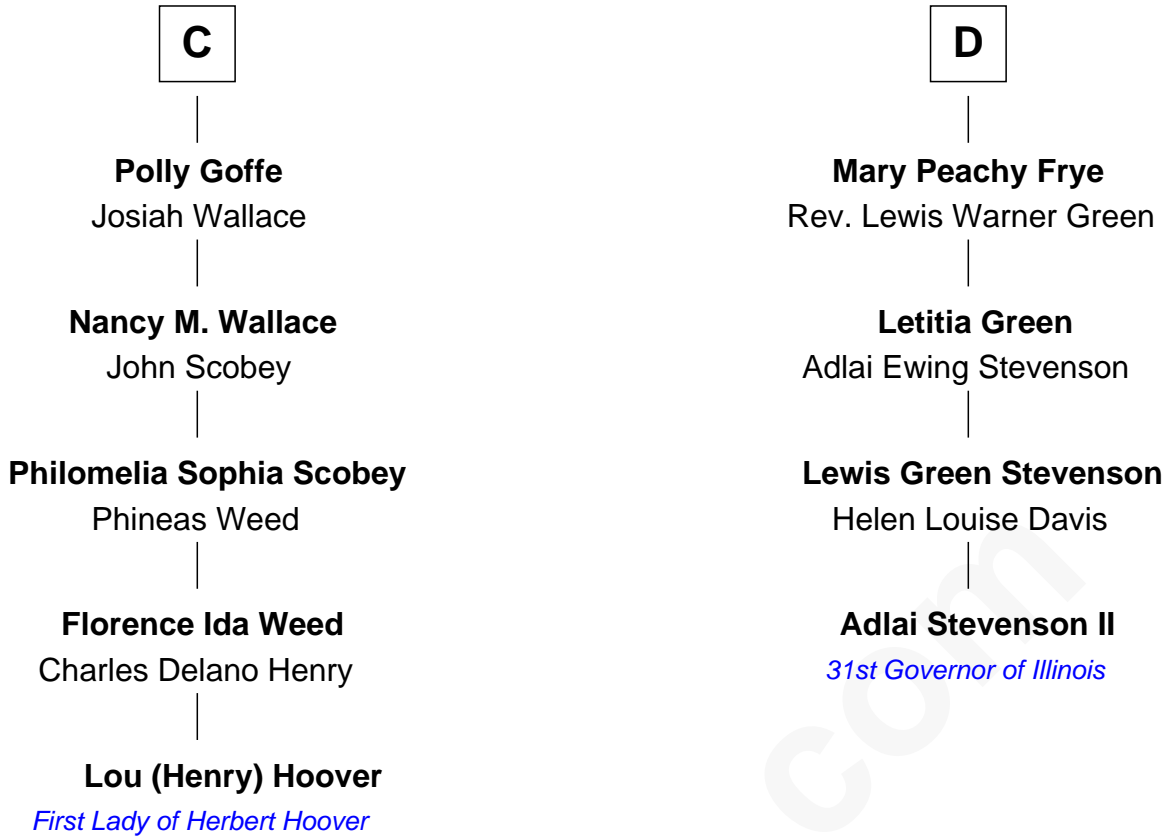 C
Polly Goffe
Josiah Wallace
Nancy M. Wallace
John Scobey
Philomelia Sophia Scobey
Phineas Weed
Florence Ida Weed
Charles Delano Henry
Lou (Henry) Hoover
First Lady of Herbert Hoover
D
Mary Peachy Frye
Rev. Lewis Warner Green
Letitia Green
Adlai Ewing Stevenson
Lewis Green Stevenson
Helen Louise Davis
Adlai Stevenson II
31st Governor of Illinois
com